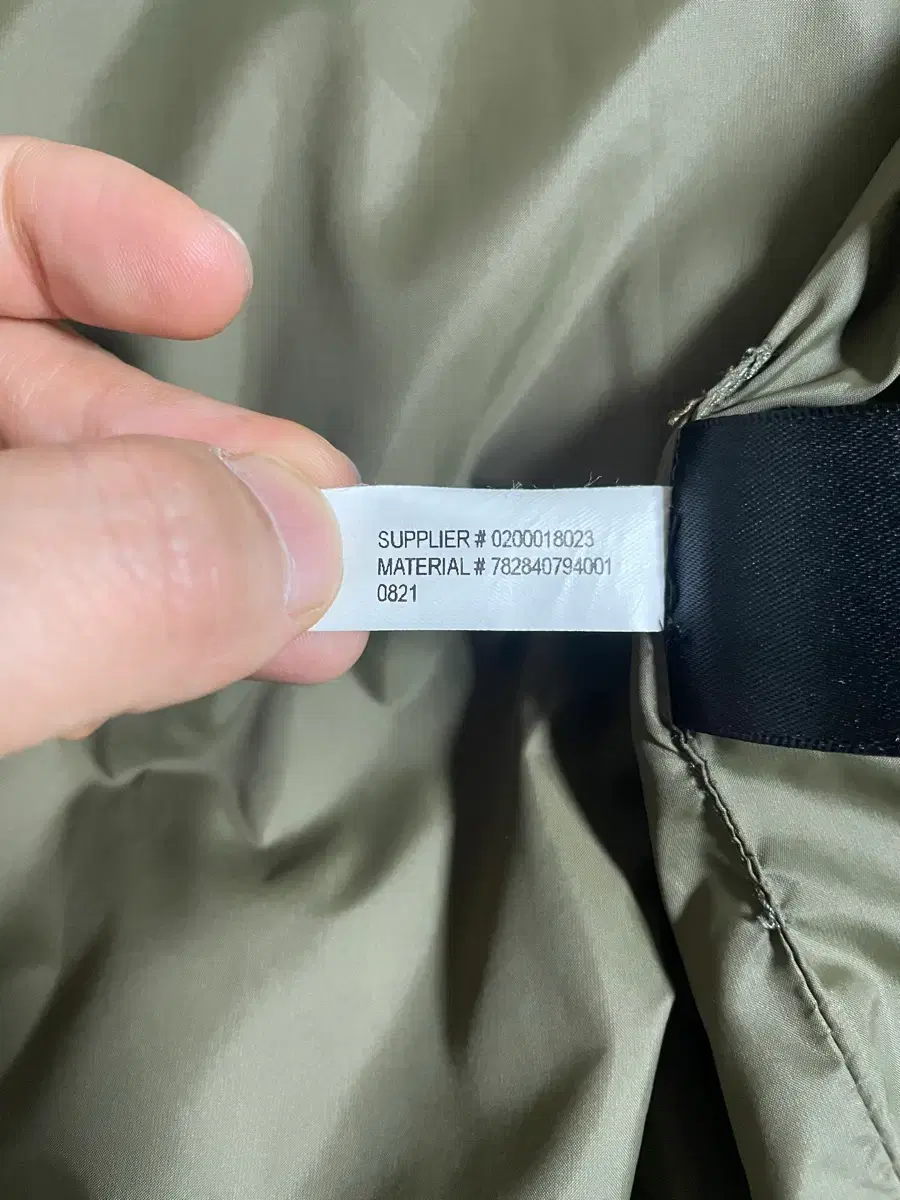 SUPPLIER # 0200018023
MATERIAL # 782840794001
0821